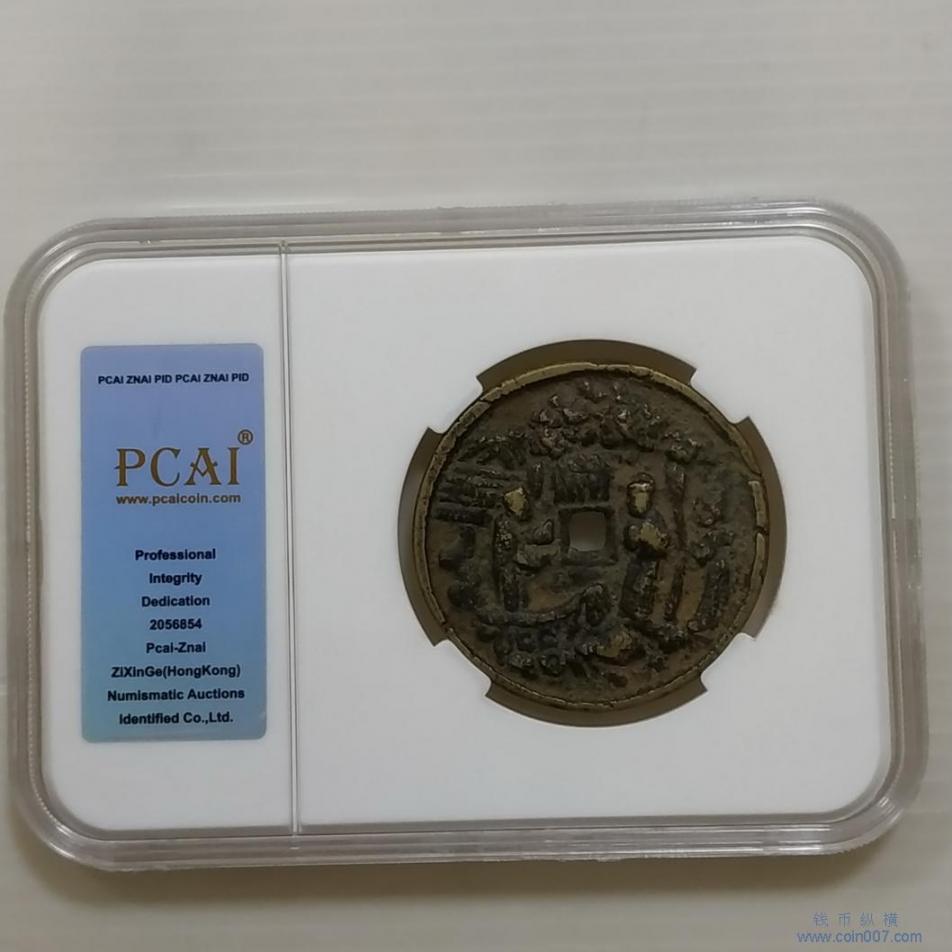 PCAI ZNAI PID PCAI ZNAI PID
PCAI®
www.pcaicoin.com
Professional
Integrity
Dedication
2056854
Pcai-Znai
ZiXinGe(HongKong)
Numismatic Auctions
Identified Co.,Ltd.
钱币纵横
www.coin007.com